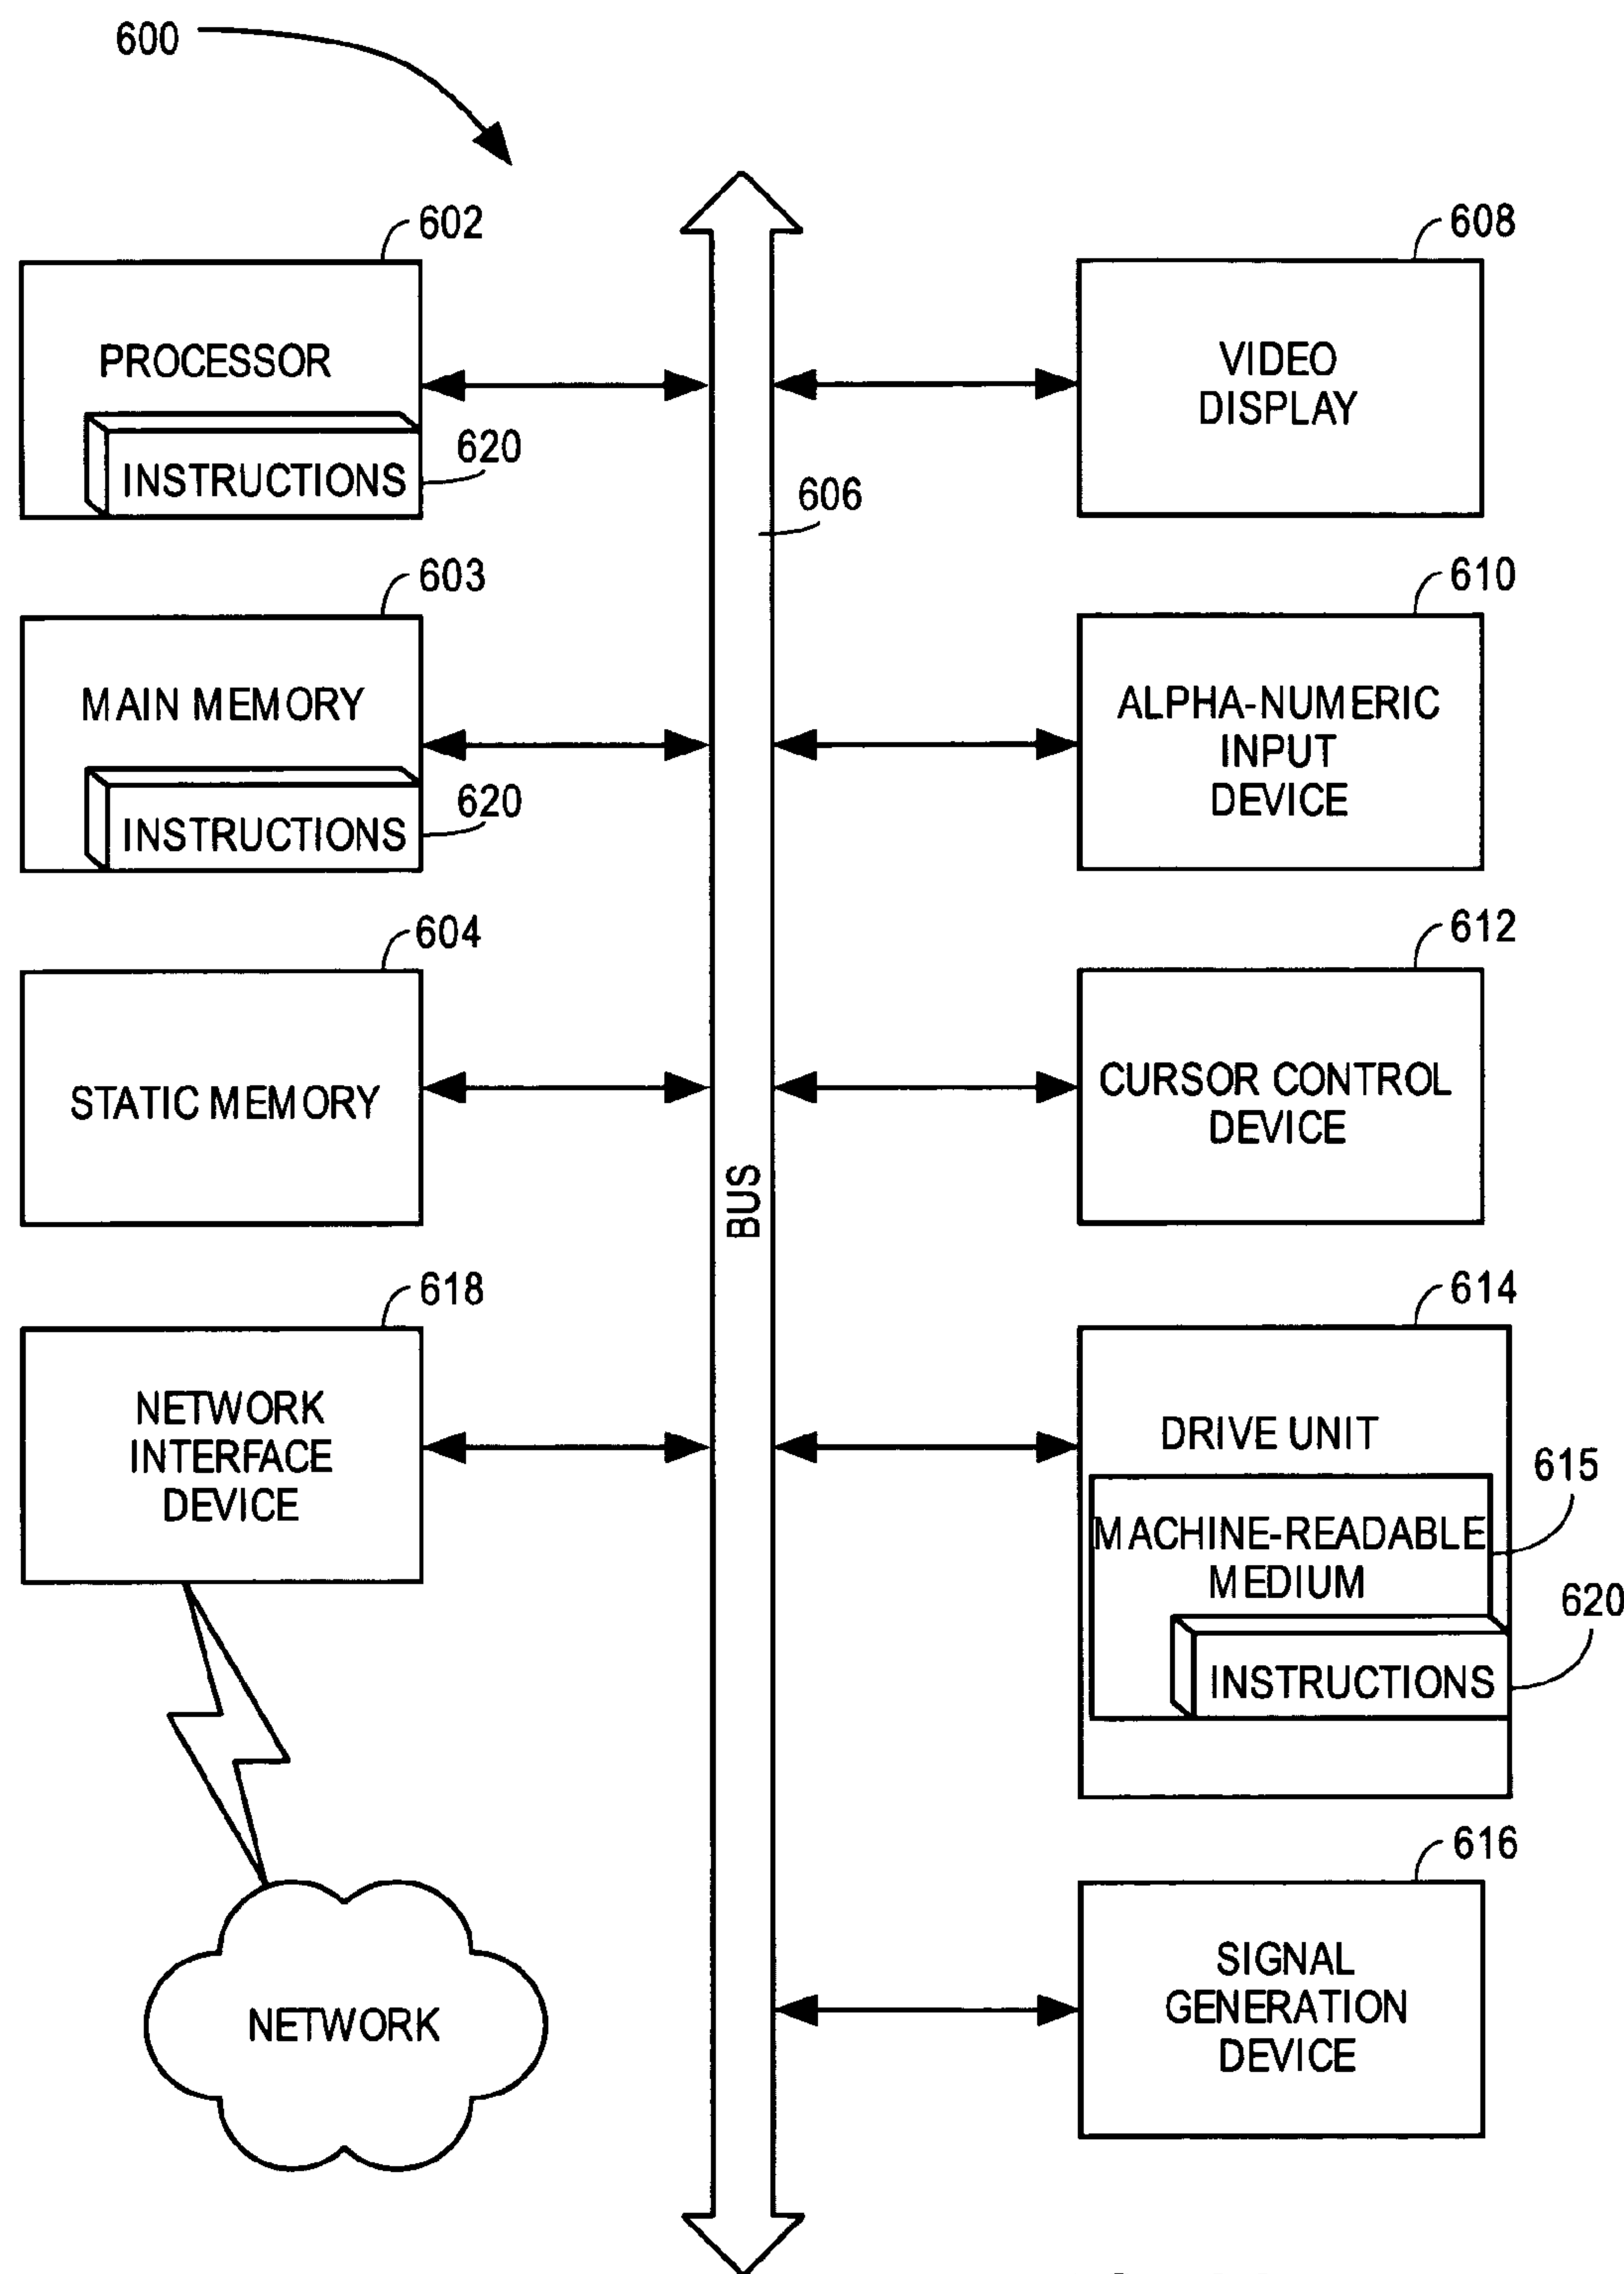 600
602
PROCESSOR
INSTRUCTIONS
620
603
MAIN MEMORY
INSTRUCTIONS
620
604
STATIC MEMORY
618
NETWORK
INTERFACE
DEVICE
NETWORK
606
BUS
608
VIDEO
DISPLAY
610
ALPHA-NUMERIC
INPUT
DEVICE
612
CURSOR CONTROL
DEVICE
614
DRIVE UNIT
615
MACHINE-READABLE
MEDIUM
620
INSTRUCTIONS
616
SIGNAL
GENERATION
DEVICE